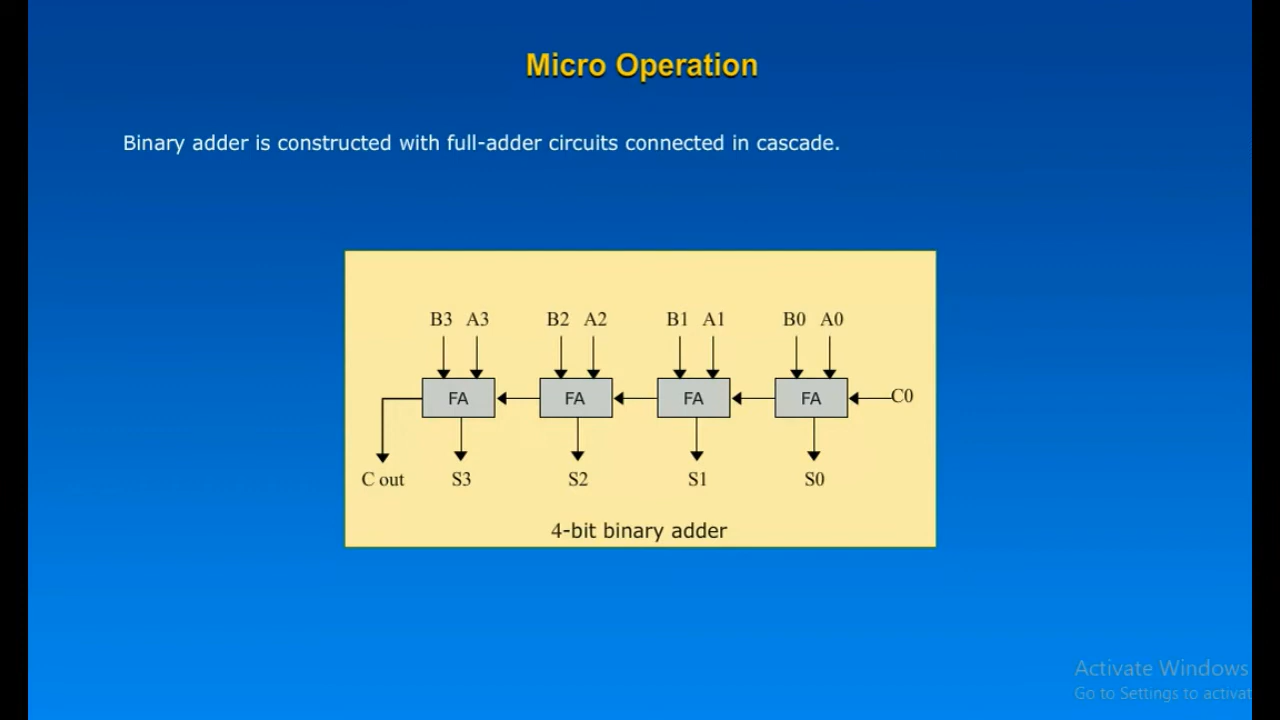 Micro Operation
Binary adder is constructed with full-adder circuits connected in cascade.
B3 A3 B2 A2 B1 A1 B0 A0
FA FA FA FA C0
C out S3 S2 S1 S0
4-bit binary adder
Activate Windows
Go to Settings to activat